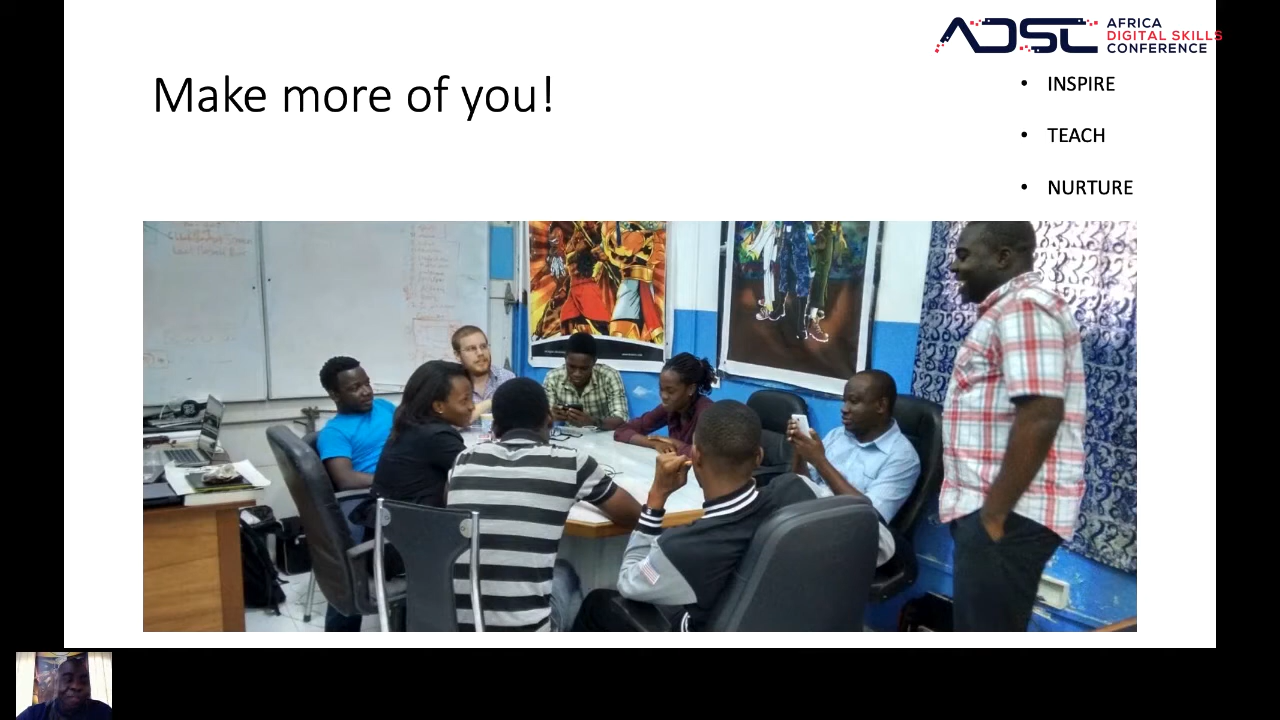 ADSC
AFRICA
DIGITAL SKILLS
CONFERENCE
Make more of you!
• INSPIRE
• TEACH
• NURTURE